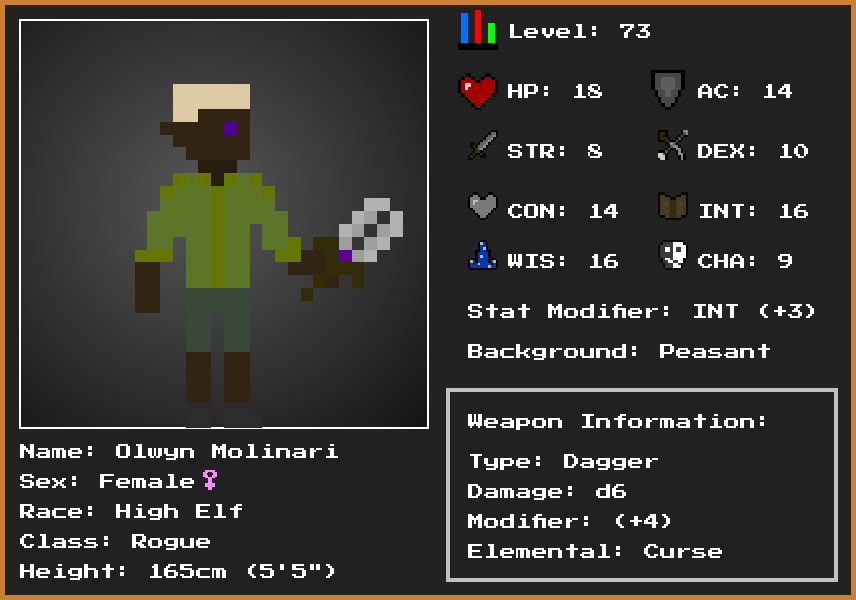 Level: 73
HP: 18
AC: 14
STR: 8
DEX: 10
CON: 14
INT: 16
WIS: 16
CHA: 9
Stat Modifier: INT (+3)
Background: Peasant
Weapon Information:
Type: Dagger
Damage: d6
Modifier: (+4)
Elemental: Curse
Name: Olwyn Molinari
Sex: Female♀
Race: High Elf
Class: Rogue
Height: 165cm (5'5")